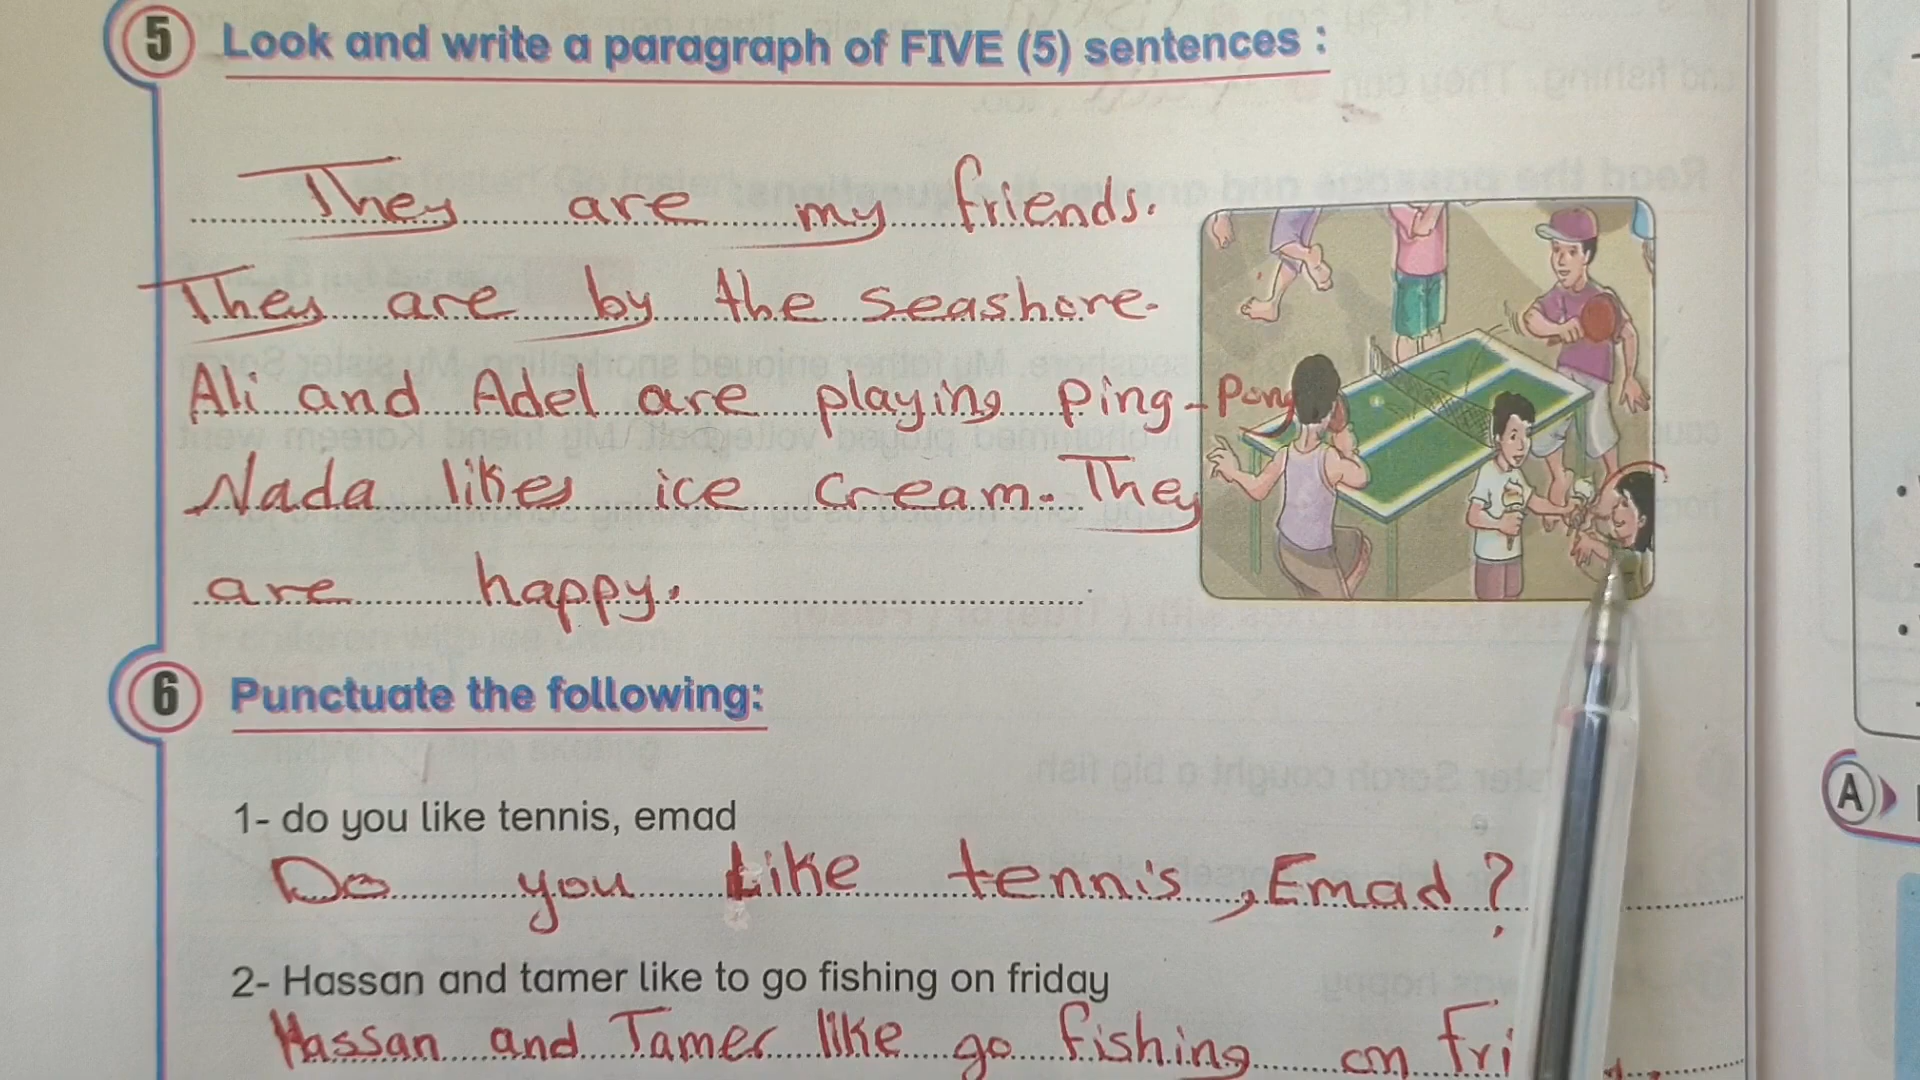 5 Look and write a paragraph of FIVE (5) sentences :
They are my friends.
They are by the seashore.
Ali and Adel are playing Ping-Pong
Nada likes ice cream. They
are happy.
6 Punctuate the following:
1- do you like tennis, emad
Do you Like tennis, Emad ?
2- Hassan and tamer like to go fishing on friday
Hassan and Tamer like go fishing on Fri
A